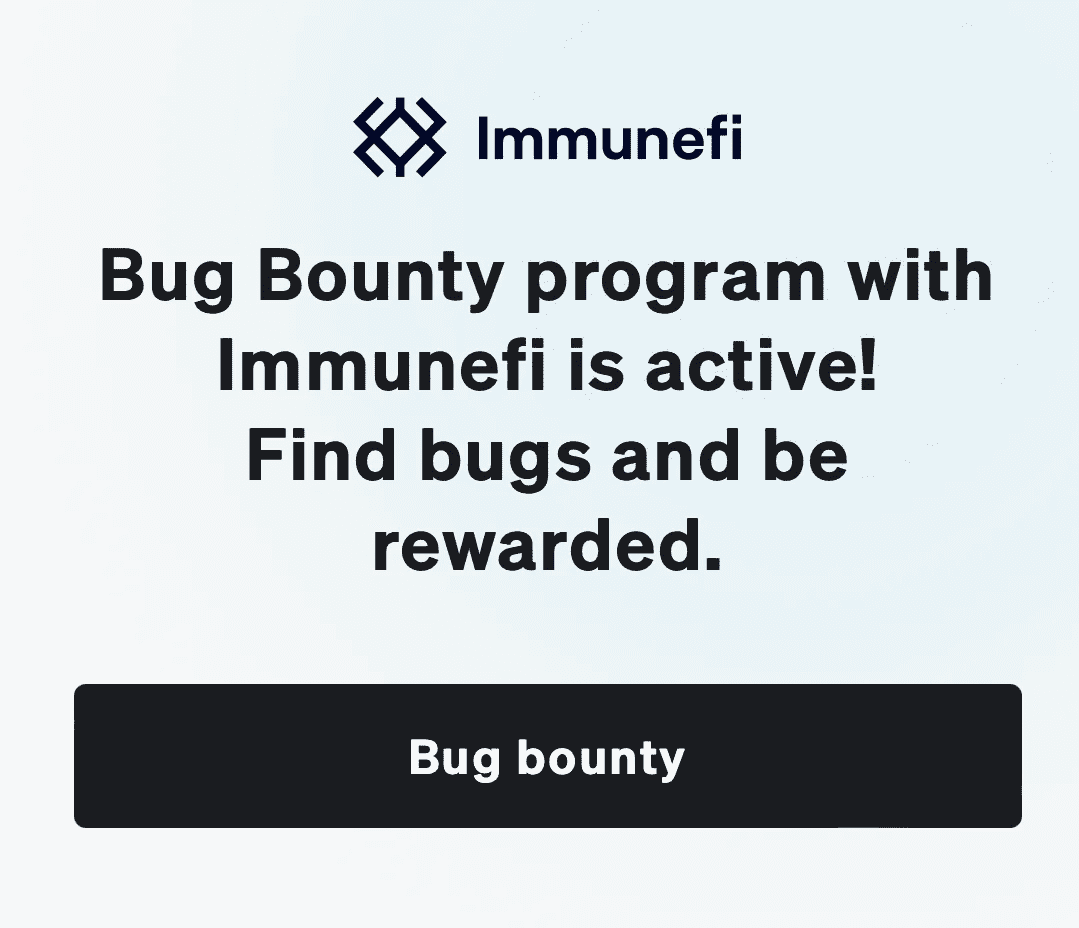 Immunefi
Bug Bounty program with
Immunefi is active!
Find bugs and be
rewarded.
Bug bounty